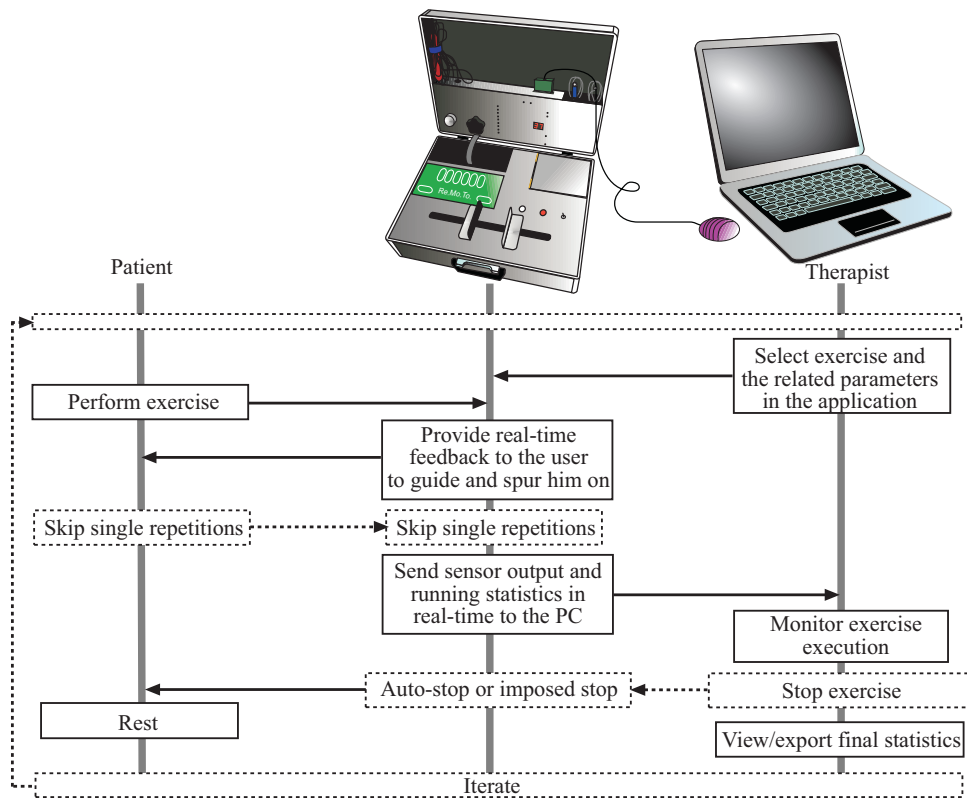 000000
Re.Mo.To.
Patient
Therapist
Select exercise and
the related parameters
in the application
Perform exercise
Provide real-time
feedback to the user
to guide and spur him on
Skip single repetitions
Skip single repetitions
Send sensor output and
running statistics in
real-time to the PC
Monitor exercise
execution
Auto-stop or imposed stop
Stop exercise
Rest
View/export final statistics
Iterate